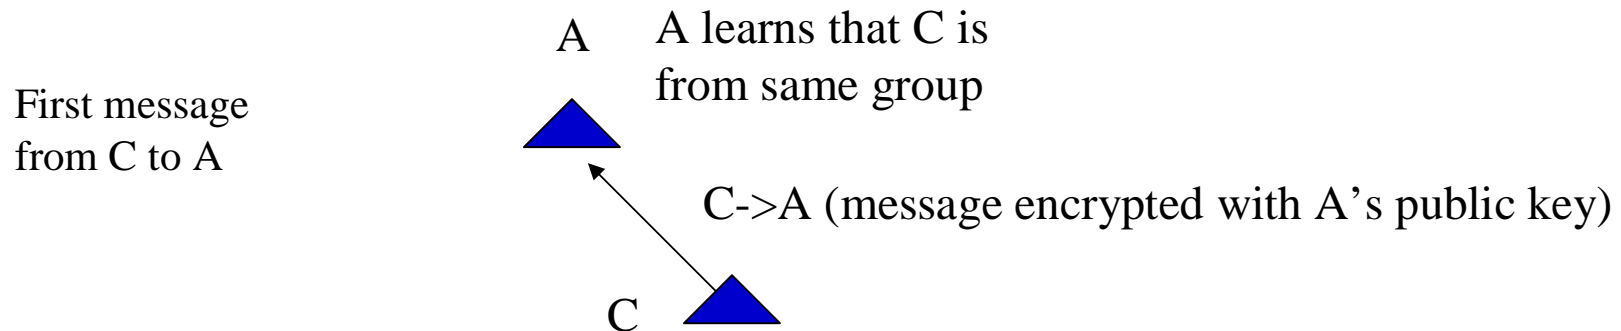 A
A learns that C is
from same group
First message
from C to A
C->A (message encrypted with A’s public key)
C